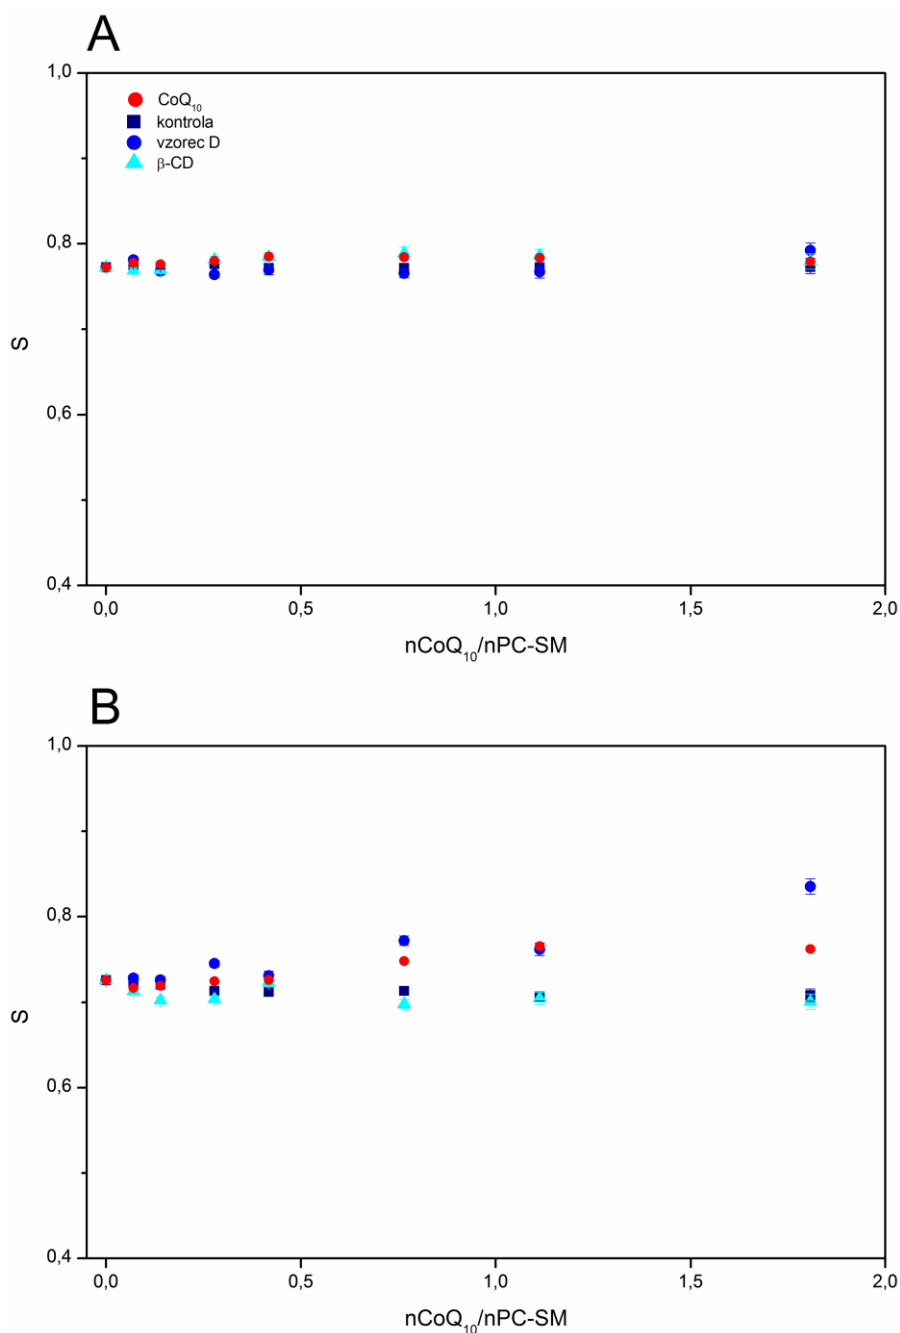 A
1,0
CoQ₁₀
kontrola
vzorec D
β-CD
0,8
S
0,6
0,4
0,0 0,5 1,0 1,5 2,0
nCoQ₁₀/nPC-SM
B
1,0
0,8
S
0,6
0,4
0,0 0,5 1,0 1,5 2,0
nCoQ₁₀/nPC-SM